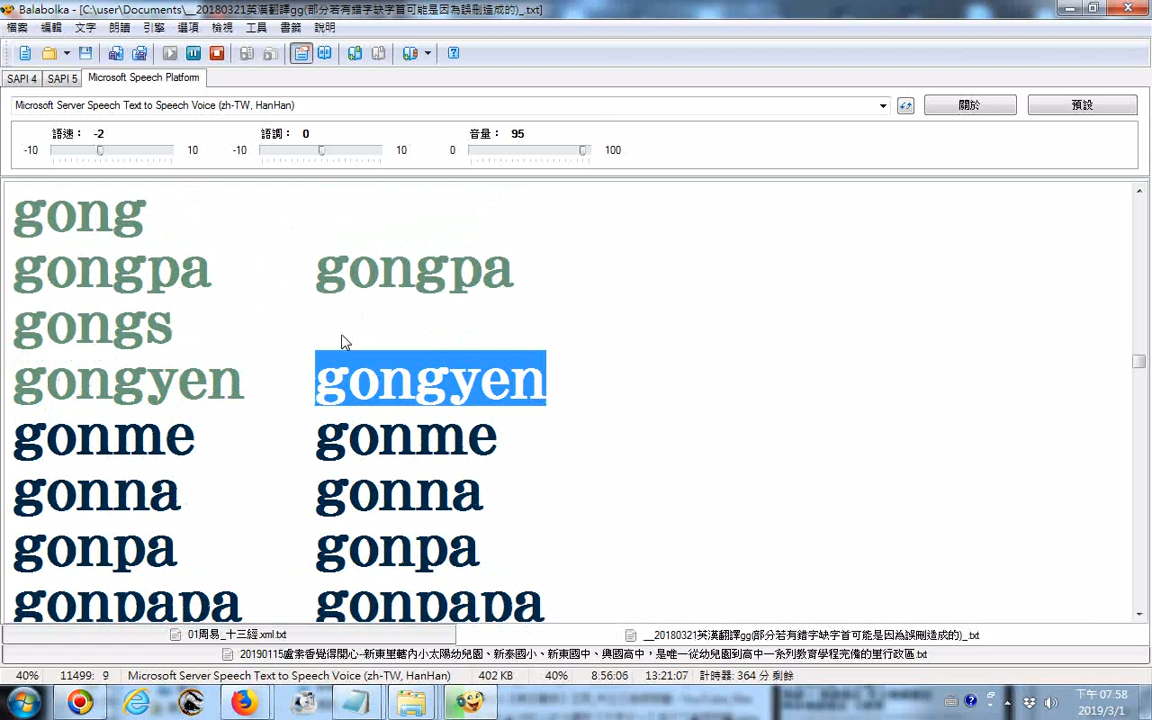 Balabolka - [C:\user\Documents\__20180321英漢翻譯gg(部分若有錯字缺字首可能是因為誤刪造成的)_.txt]
檔案 編輯 文字 朗讀 引擎 選項 檢視 工具 書籤 說明
SAPI 4 SAPI 5 Microsoft Speech Platform
Microsoft Server Speech Text to Speech Voice (zh-TW, HanHan) 關於 預設
語速： -2 語調： 0 音量： 95
-10 10 -10 10 0 100
gong
gongpa gongpa
gongs
gongyen gongyen
gonme gonme
gonna gonna
gonpa gonpa
gonpapa gonpapa
01周易_十三經.xml.txt __20180321英漢翻譯gg(部分若有錯字缺字首可能是因為誤刪造成的)_.txt
20190115盧素香覺得開心-新東里轄內小太陽幼兒園、新泰國小、新東國中、興國高中，是唯一從幼兒園到高中一系列教育學程完備的里行政區.txt
40% 11499: 9 Microsoft Server Speech Text to Speech Voice (zh-TW, HanHan) 402 KB 40% 8:56:06 13:21:07 計時器: 364 分 剩餘
下午 07:58
2019/3/1